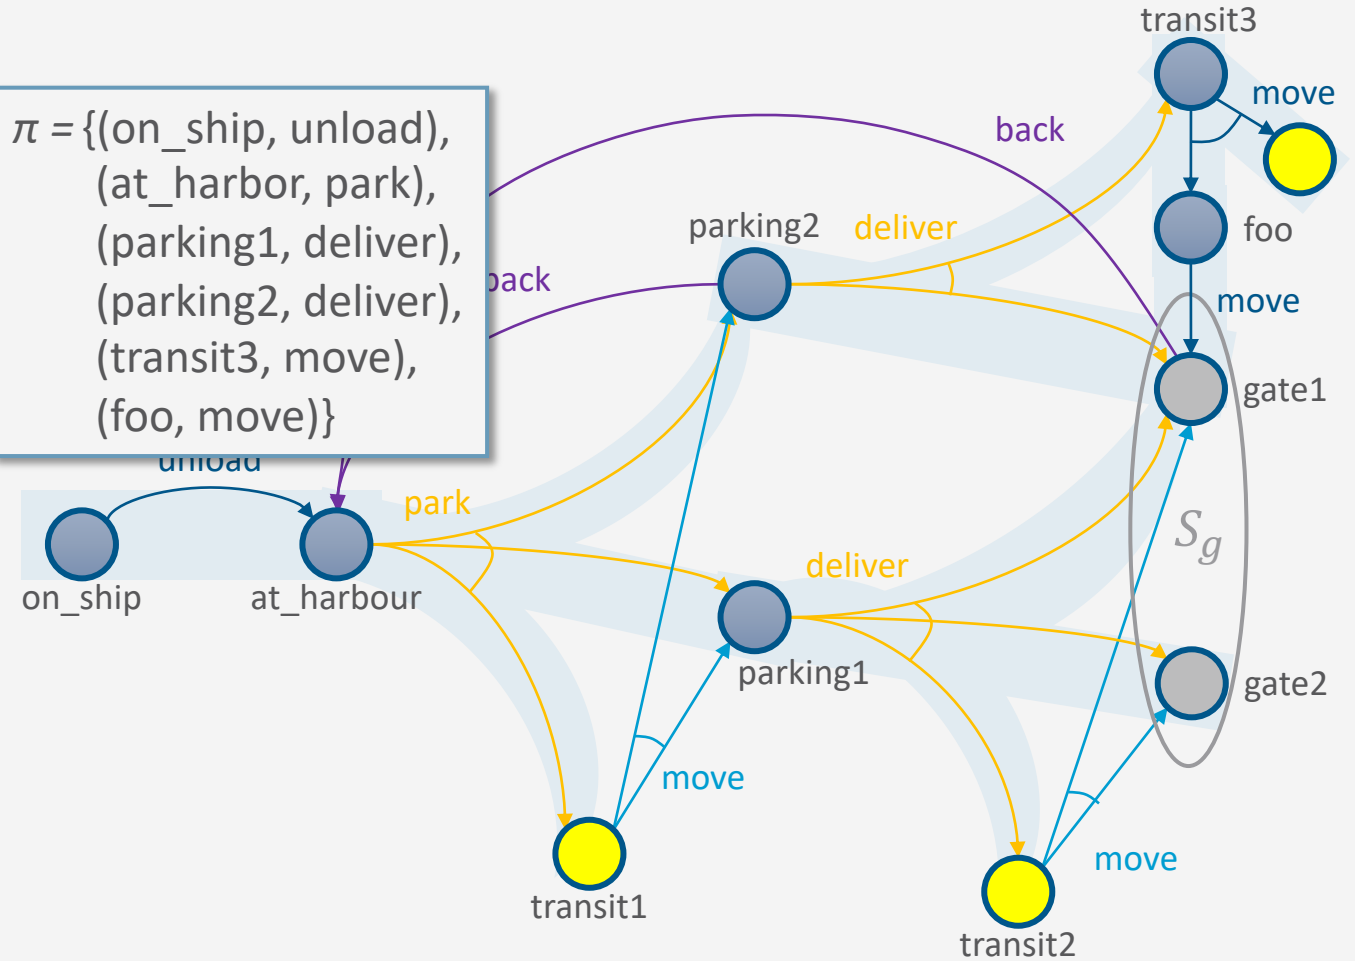 transit3
move
π = {(on_ship, unload),
(at_harbor, park),
(parking1, deliver),
(parking2, deliver),
(transit3, move),
(foo, move)}
back
parking2
deliver
foo
back
move
gate1
unload
park
S_g
deliver
on_ship
at_harbour
parking1
gate2
move
move
transit1
transit2